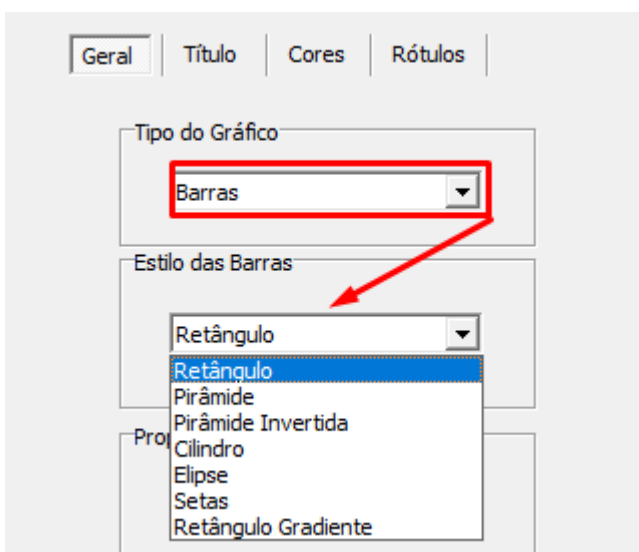 Geral Título Cores Rótulos
Tipo do Gráfico
Barras
Estilo das Barras
Retângulo
Retângulo
Pirâmide
Pirâmide Invertida
Cilindro
Elipse
Setas
Retângulo Gradiente